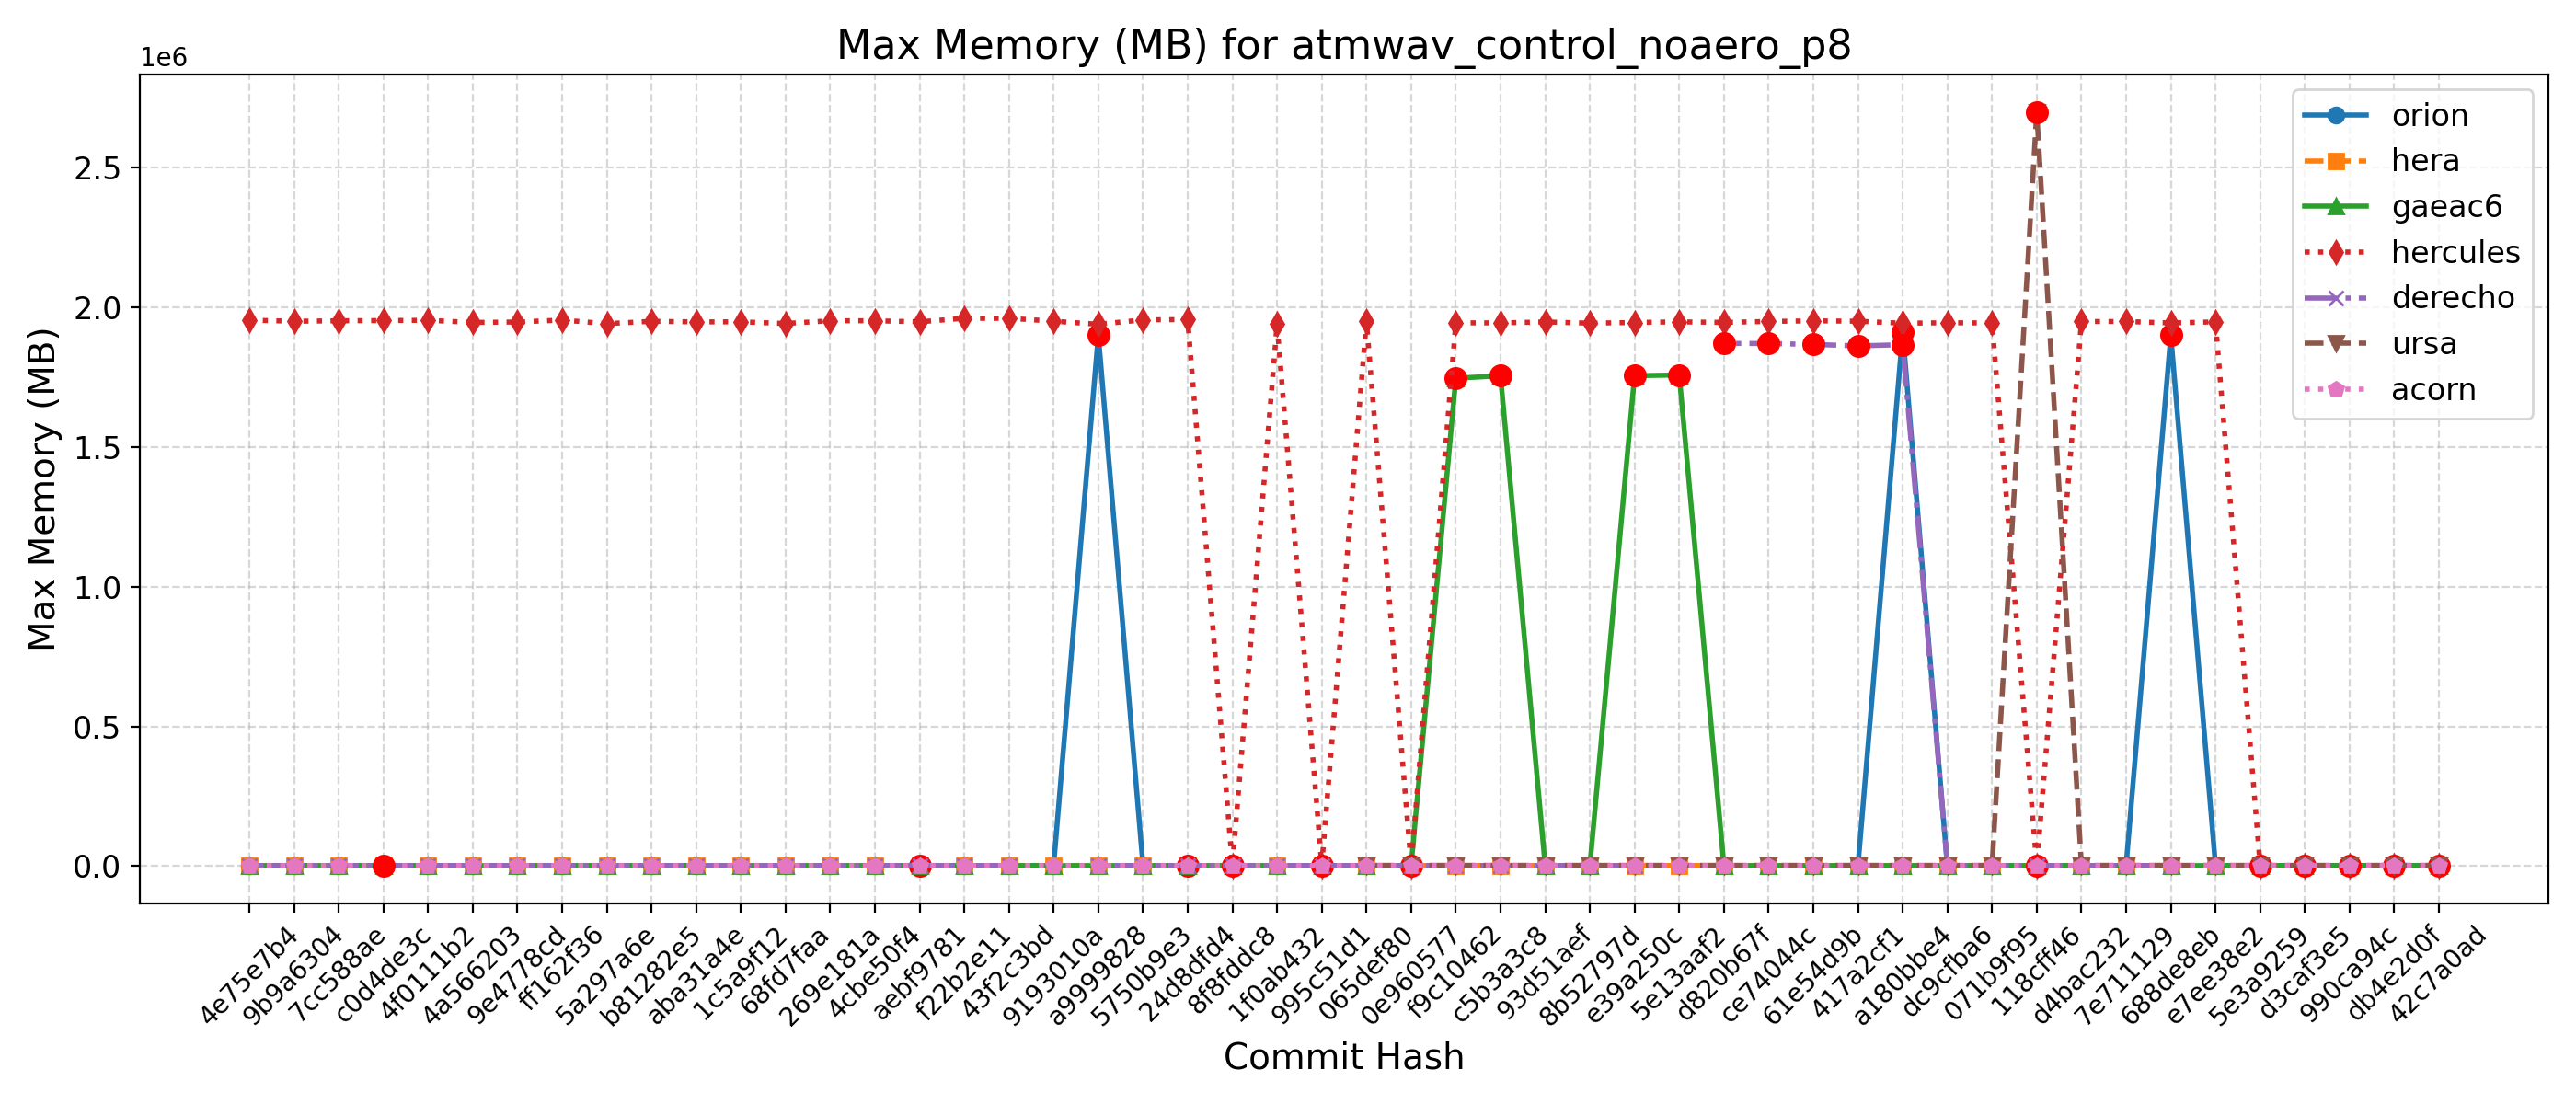 Max Memory (MB) for atmwav_control_noaero_p8
1e6
2.5
2.0
1.5
1.0
0.5
0.0
Max Memory (MB)
orion
hera
gaeac6
hercules
derecho
ursa
acorn
4e75e7b4
9b9a6304
7cc588ae
c0d4de3c
4f0111b2
4a566203
9e4778cd
ff162f36
5a297a6e
b81282e5
aba31a4e
1c5a9f12
68fd7faa
269e181a
4cbe50f4
aebf9781
f22b2e11
43f2c3bd
9193010a
a9999828
5750b9e3
24d8dfd4
8f8fddc8
1f0ab432
995c51d1
065def80
0e960577
f9c10462
c5b3a3c8
93d51aef
8b52797d
e39a250c
5e13aaf2
d820b67f
ce74044c
61e54d9b
417a2cf1
a180bbe4
dc9cfba6
071b9f95
118cff46
d4bac232
7e711129
688de8eb
e7ee38e2
5e3a9259
d3caf3e5
990ca94c
db4e2d0f
42c7a0ad
Commit Hash